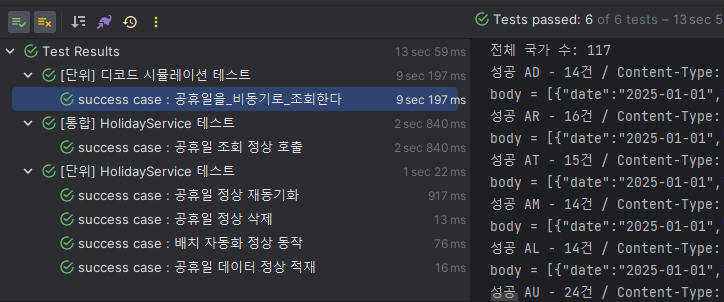 Tests passed: 6 of 6 tests – 13 sec 5
Test Results 13 sec 59 ms
[단위] 디코드 시뮬레이션 테스트 9 sec 197 ms
success case : 공휴일을_비동기로_조회한다 9 sec 197 ms
[통합] HolidayService 테스트 2 sec 840 ms
success case : 공휴일 조회 정상 호출 2 sec 840 ms
[단위] HolidayService 테스트 1 sec 22 ms
success case : 공휴일 정상 재동기화 917 ms
success case : 공휴일 정상 삭제 13 ms
success case : 배치 자동화 정상 동작 76 ms
success case : 공휴일 데이터 정상 적재 16 ms
전체 국가 수: 117
성공 AD - 14건 / Content-Type:
body = [{"date":"2025-01-01",
성공 AR - 16건 / Content-Type:
body = [{"date":"2025-01-01",
성공 AT - 15건 / Content-Type:
body = [{"date":"2025-01-01",
성공 AM - 14건 / Content-Type:
body = [{"date":"2025-01-01",
성공 AL - 14건 / Content-Type:
body = [{"date":"2025-01-01",
성공 AU - 24건 / Content-Type: